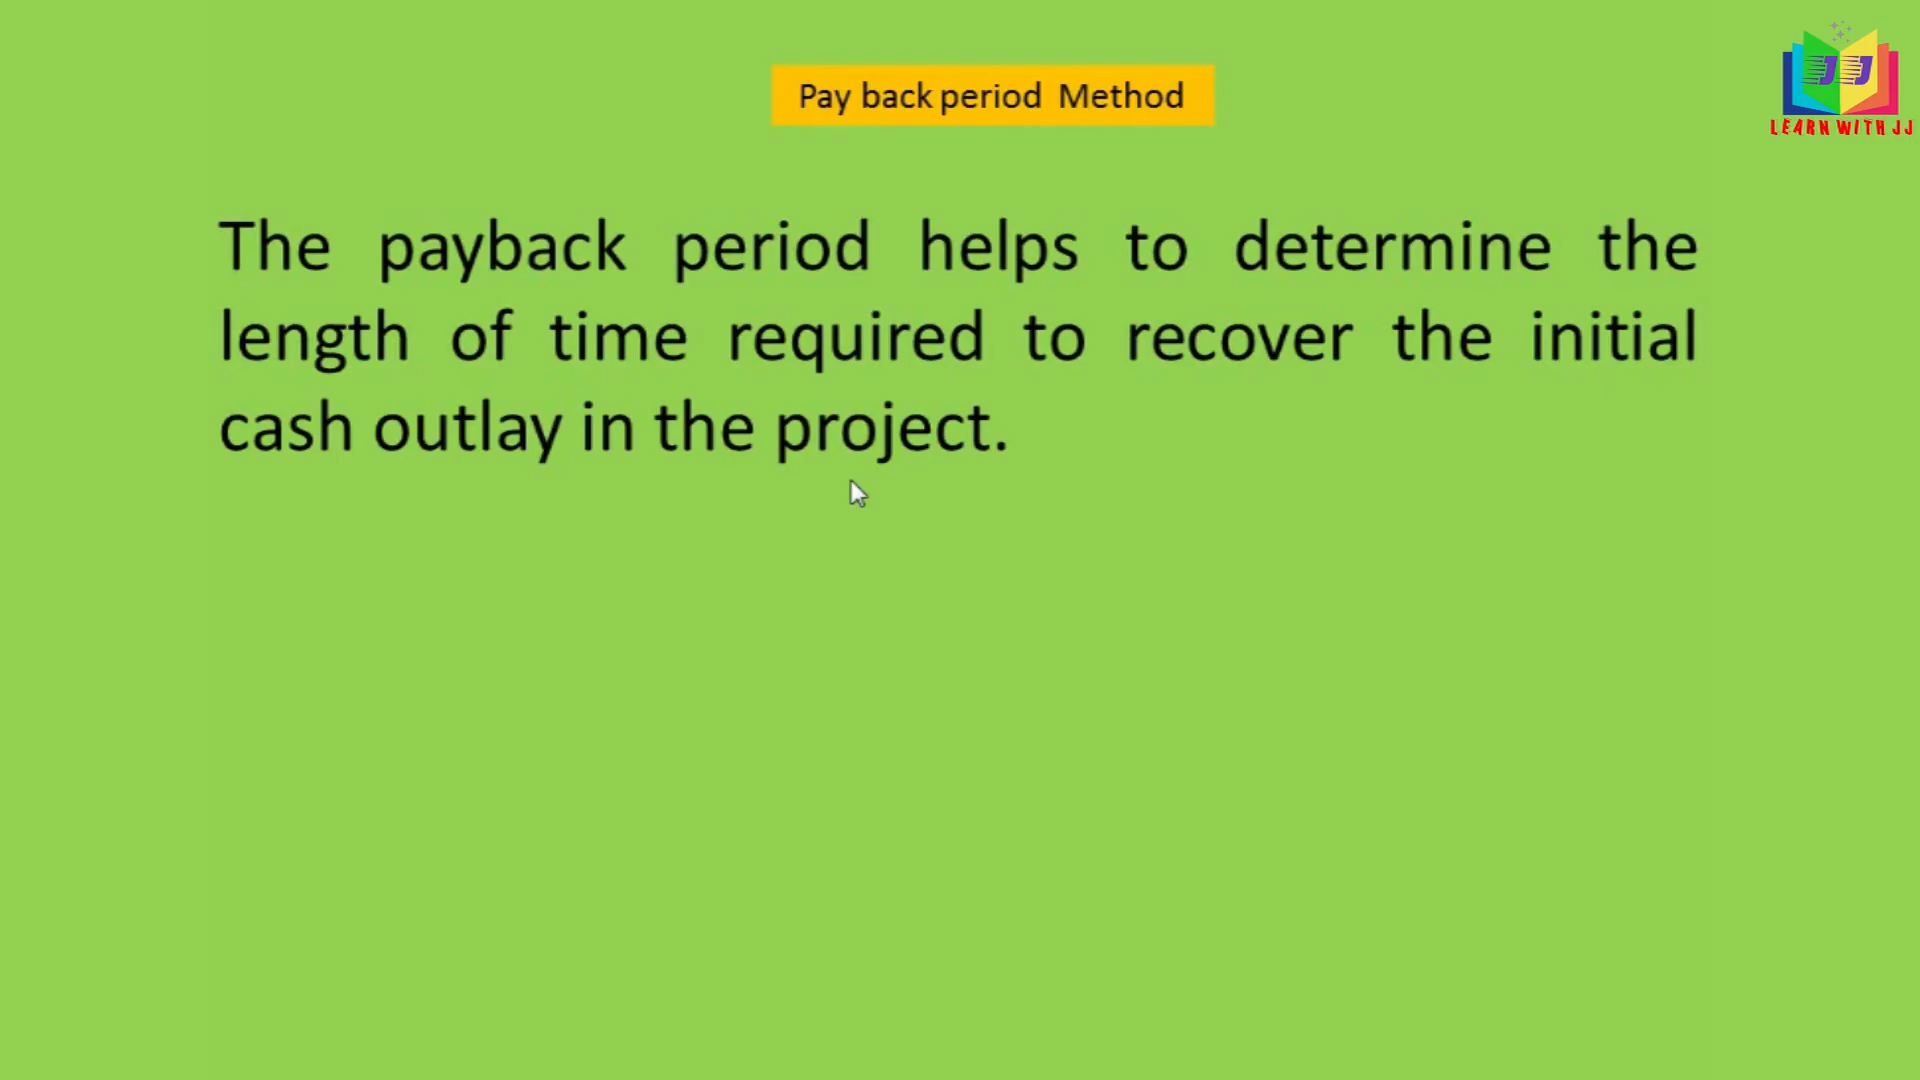 Pay back period Method
JJ
LEARN WITH JJ
The payback period helps to determine the
length of time required to recover the initial
cash outlay in the project.